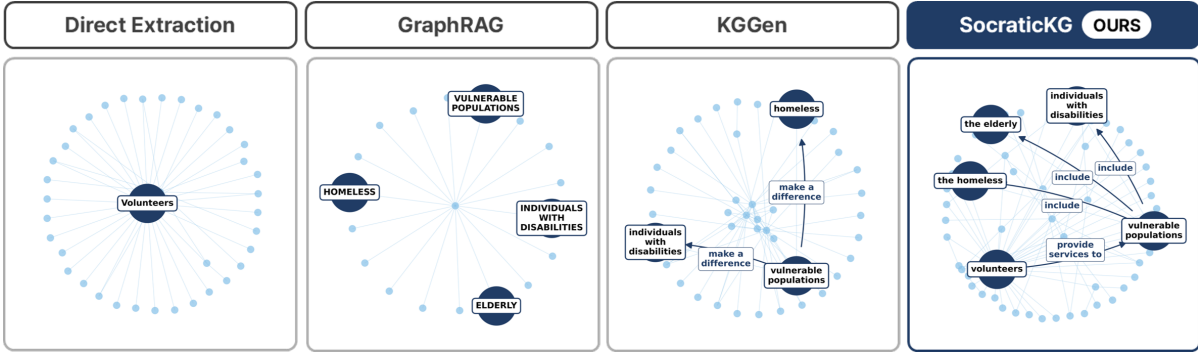 Direct Extraction
GraphRAG
KGGen
SocraticKG OURS
Volunteers
VULNERABLE
POPULATIONS
HOMELESS
INDIVIDUALS
WITH
DISABILITIES
ELDERLY
homeless
make a
difference
individuals
with
disabilities
make a
difference
vulnerable
populations
individuals
with
disabilities
the elderly
include
include
the homeless
include
vulnerable
populations
provide
services to
volunteers